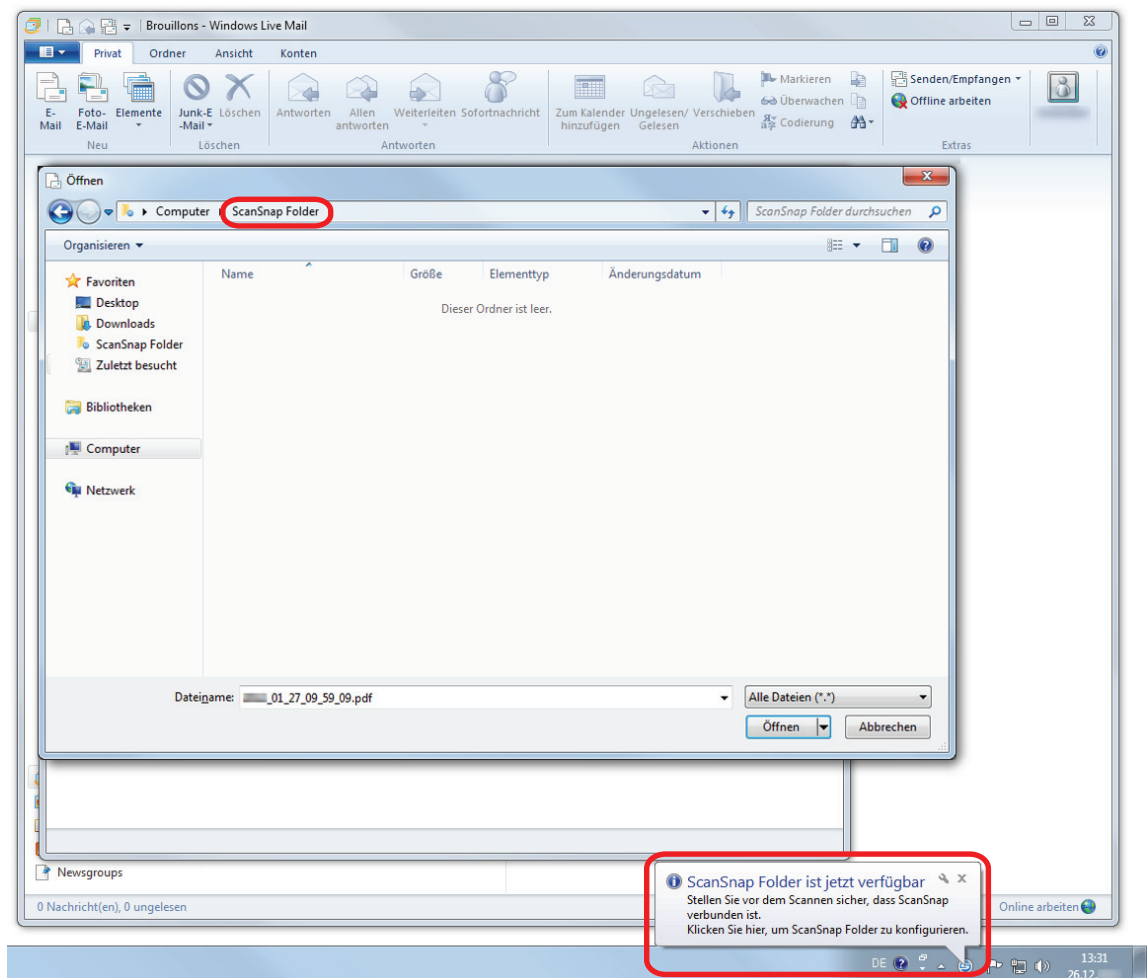 Brouillons - Windows Live Mail
Privat Ordner Ansicht Konten
E-Mail Foto-E-Mail Elemente Junk-E-Mail Löschen Antworten Allen antworten Weiterleiten Sofortnachricht Zum Kalender hinzufügen Ungelesen/Gelesen Verschieben Markieren Überwachen Codierung Senden/Empfangen Offline arbeiten
Neu Löschen Antworten Aktionen Extras
Öffnen
Computer ScanSnap Folder ScanSnap Folder durchsuchen
Organisieren
Name Größe Elementtyp Änderungsdatum
Dieser Ordner ist leer.
Favoriten
Desktop
Downloads
ScanSnap Folder
Zuletzt besucht
Bibliotheken
Computer
Netzwerk
Dateiname: _01_27_09_59_09.pdf Alle Dateien (*.*)
Öffnen Abbrechen
Newsgroups
0 Nachricht(en), 0 ungelesen
ScanSnap Folder ist jetzt verfügbar
Stellen Sie vor dem Scannen sicher, dass ScanSnap
verbunden ist.
Klicken Sie hier, um ScanSnap Folder zu konfigurieren.
Online arbeiten
DE 13:31
26.12